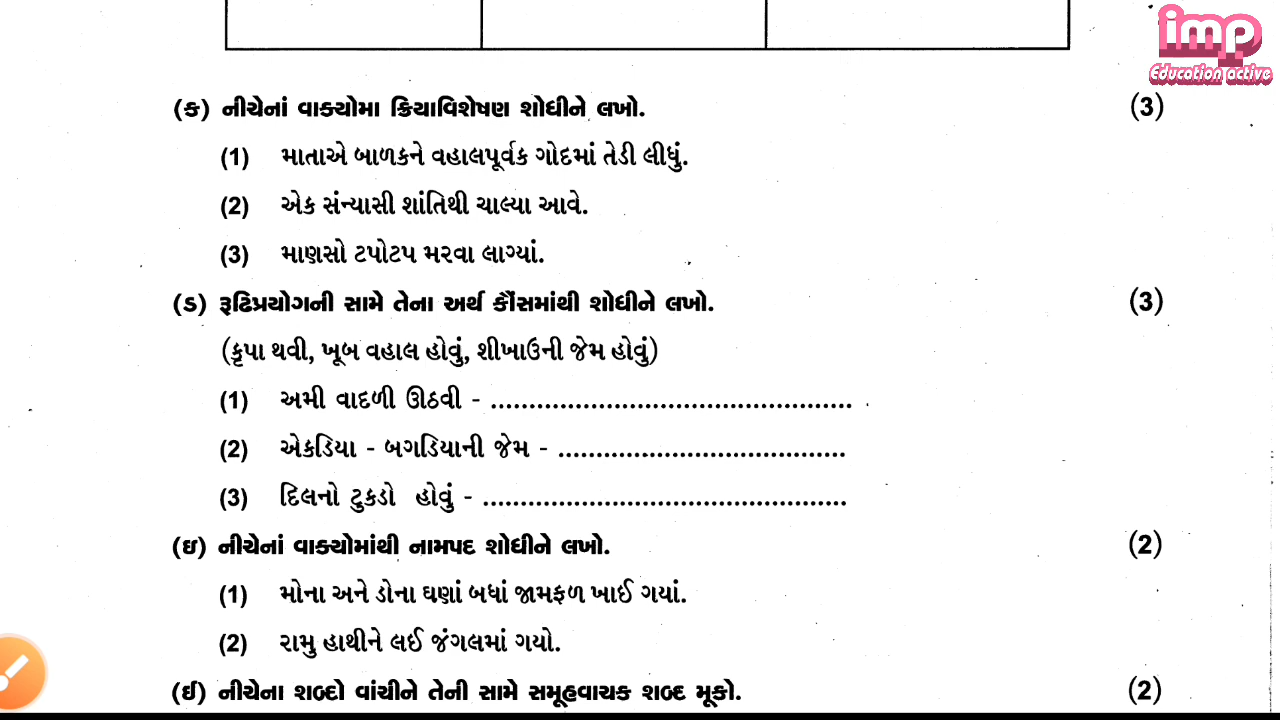 imp
Education active
(ક) નીચેનાં વાક્યોમા ક્રિયાવિશેષણ શોધીને લખો. (3)
(1) માતાએ બાળકને વહાલપૂર્વક ગોદમાં તેડી લીધું.
(2) એક સંન્યાસી શાંતિથી ચાલ્યા આવે.
(3) માણસો ટપોટપ મરવા લાગ્યાં.
(ડ) રૂઢિપ્રયોગની સામે તેના અર્થ કૌંસમાંથી શોધીને લખો. (3)
(કૃપા થવી, ખૂબ વહાલ હોવું, શીખાઉની જેમ હોવું)
(1) અમી વાદળી ઊઠવી - ................................................
(2) એકડિયા - બગડિયાની જેમ - ......................................
(3) દિલનો ટુકડો હોવું - ................................................
(ઇ) નીચેનાં વાક્યોમાંથી નામપદ શોધીને લખો. (2)
(1) મોના અને ડોના ઘણાં બધાં જામફળ ખાઈ ગયાં.
(2) રામુ હાથીને લઈ જંગલમાં ગયો.
(ઈ) નીચેના શબ્દો વાંચીને તેની સામે સમૂહવાચક શબ્દ મૂકો. (2)